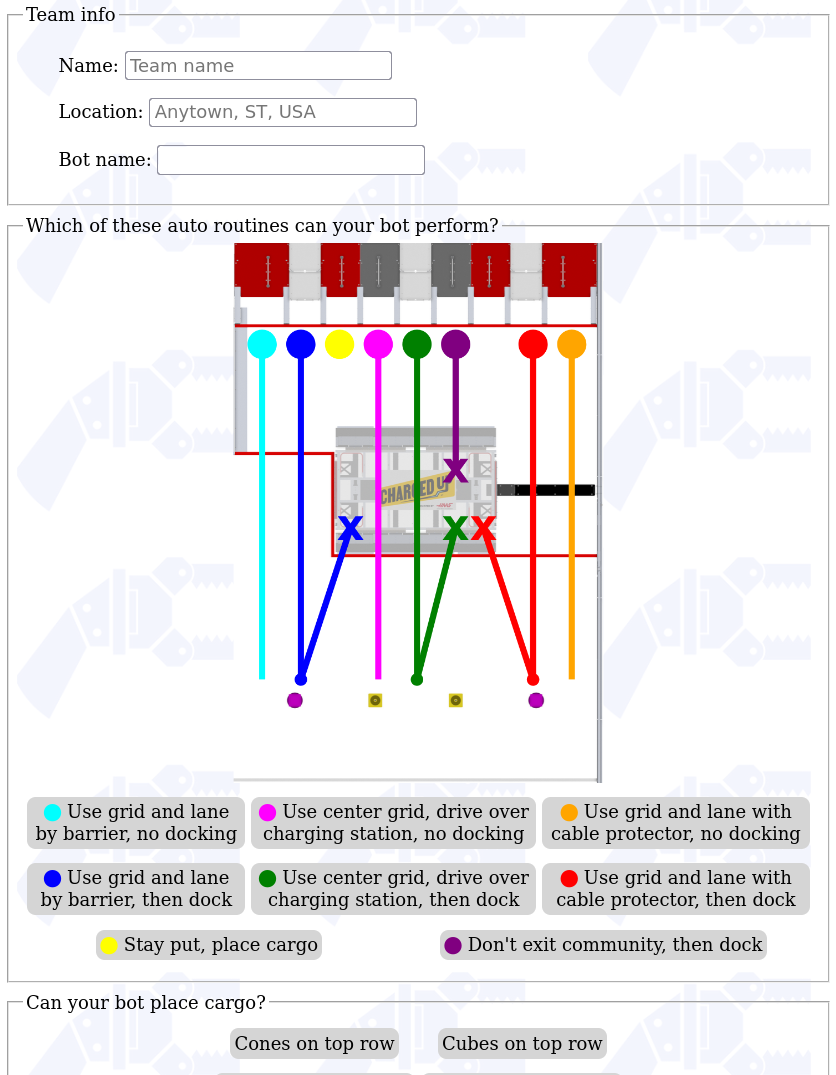 Team info
Name: Team name
Location: Anytown, ST, USA
Bot name:
Which of these auto routines can your bot perform?
CHARGED UP
Use grid and lane
by barrier, no docking
Use center grid, drive over
charging station, no docking
Use grid and lane with
cable protector, no docking
Use grid and lane
by barrier, then dock
Use center grid, drive over
charging station, then dock
Use grid and lane with
cable protector, then dock
Stay put, place cargo
Don't exit community, then dock
Can your bot place cargo?
Cones on top row
Cubes on top row